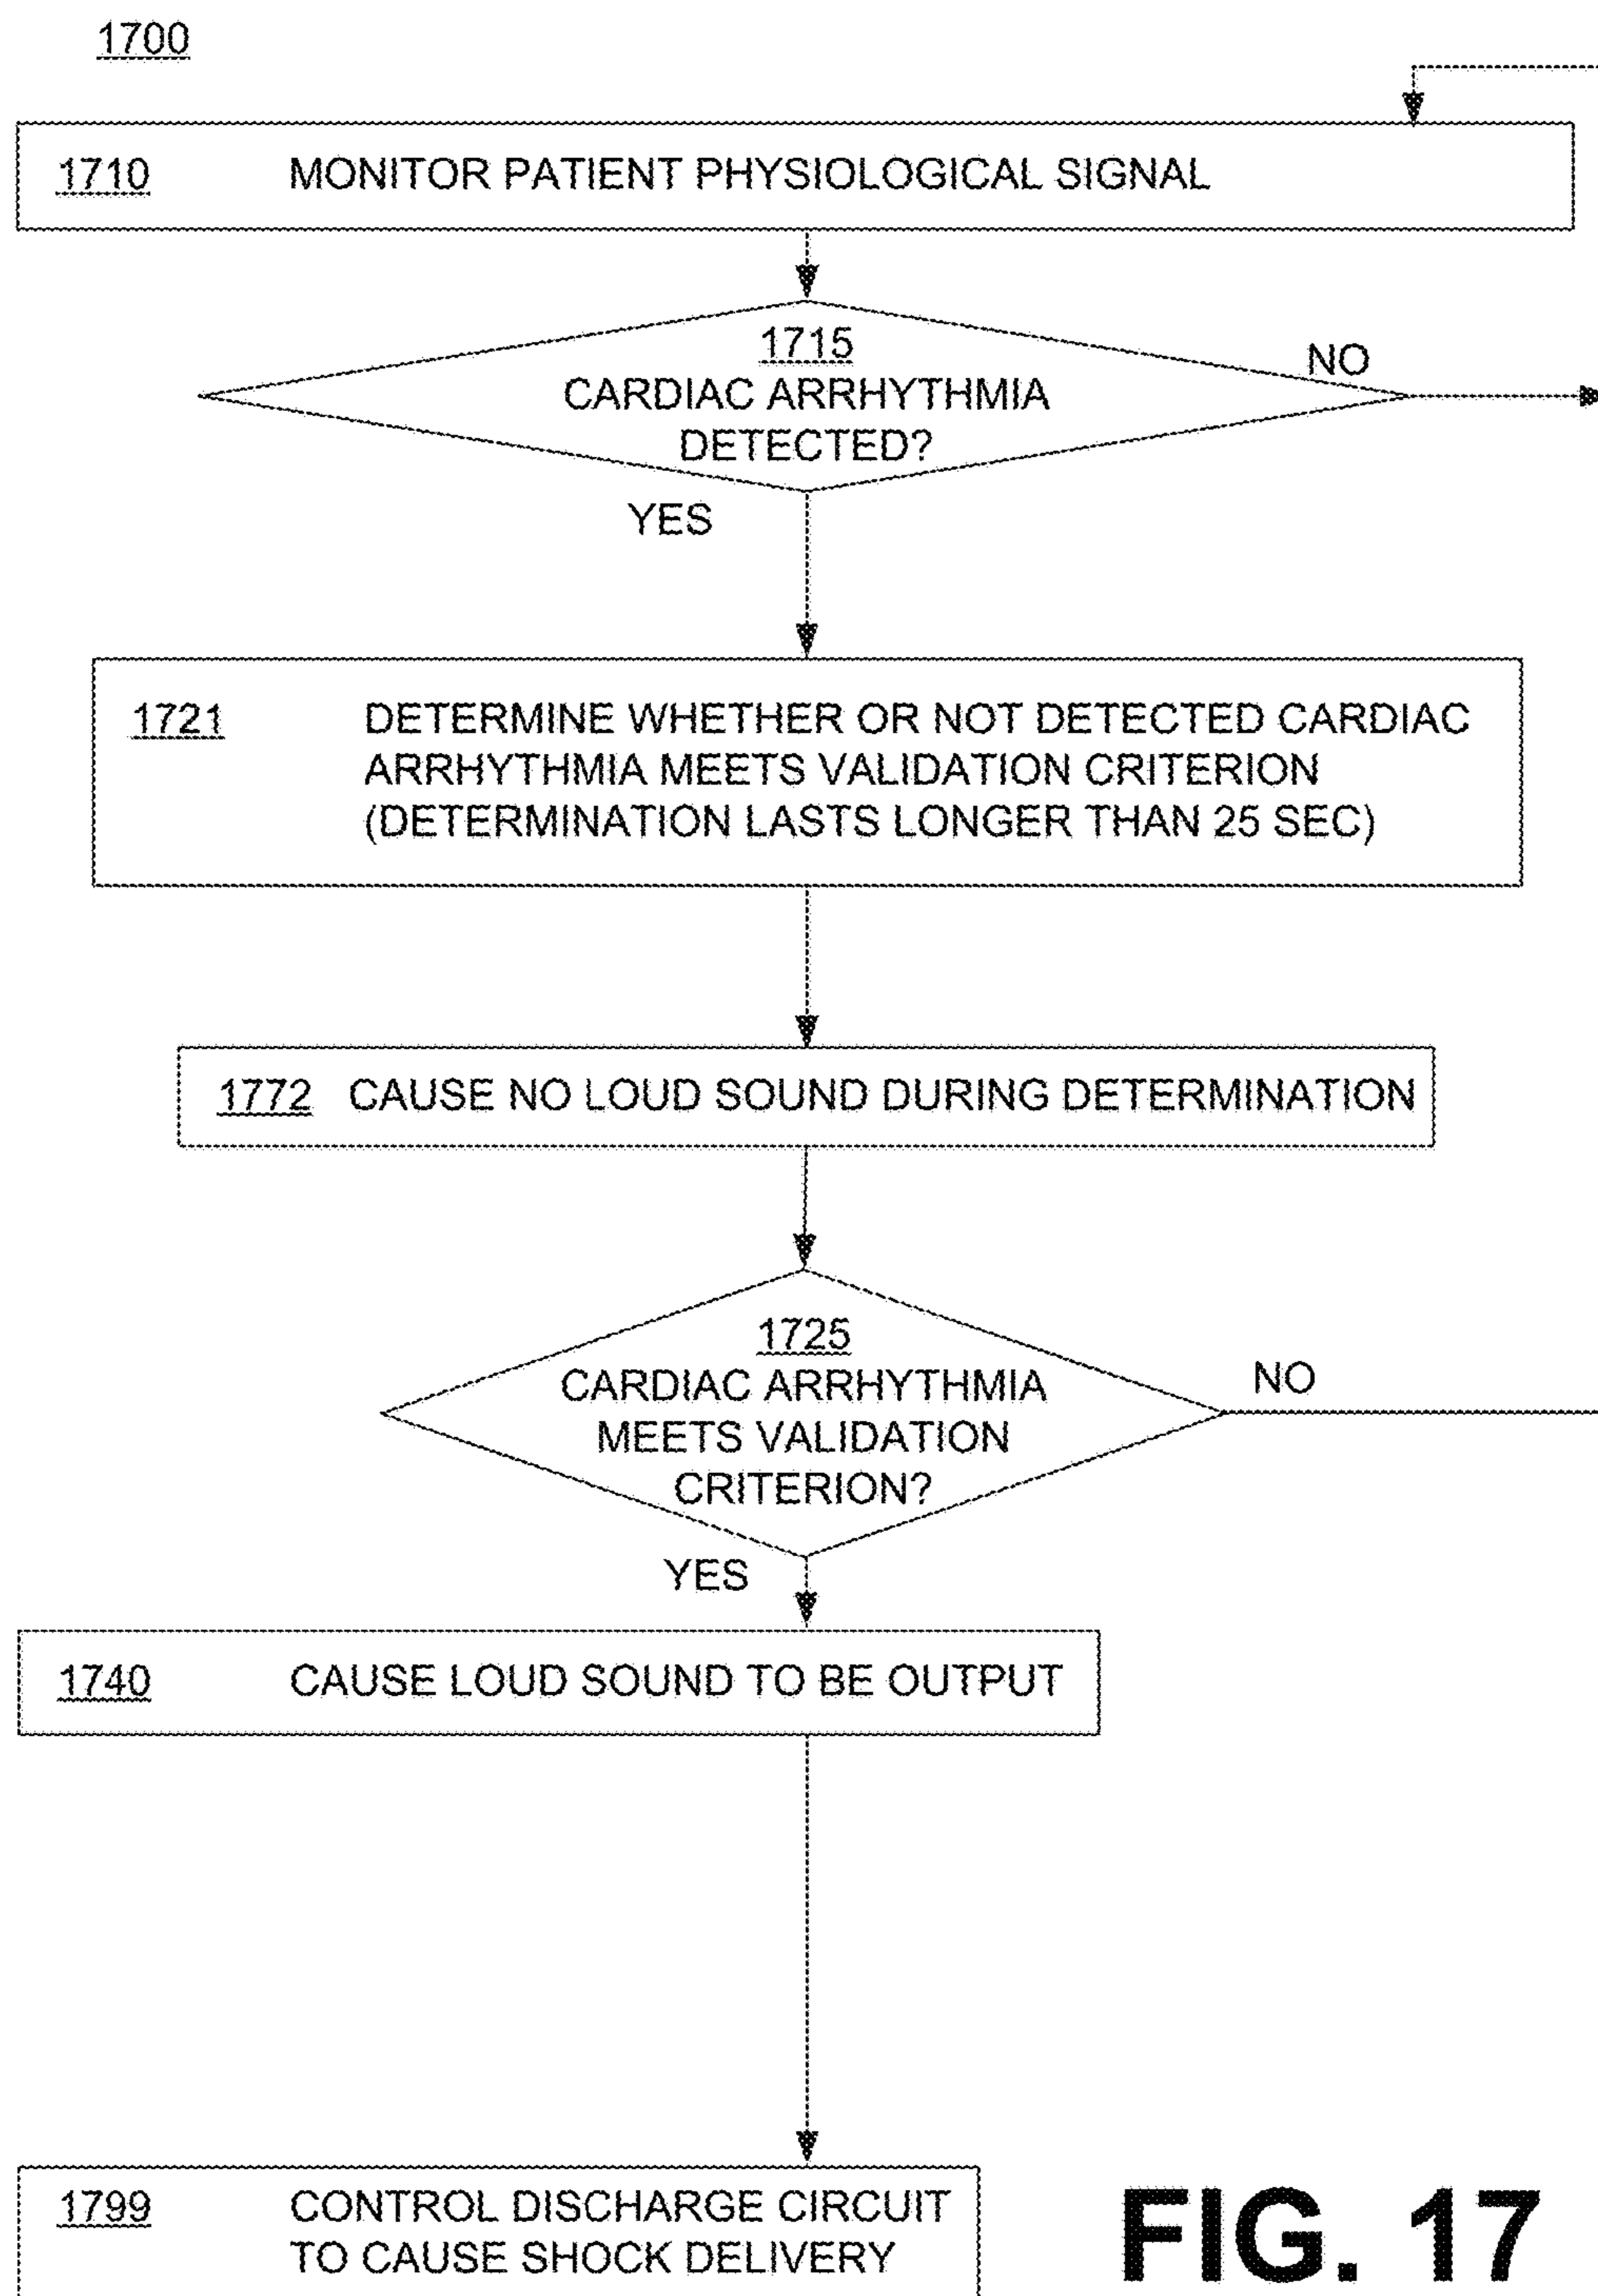 1700
1710 MONITOR PATIENT PHYSIOLOGICAL SIGNAL
1715
CARDIAC ARRHYTHMIA
DETECTED?
NO
YES
1721 DETERMINE WHETHER OR NOT DETECTED CARDIAC
ARRHYTHMIA MEETS VALIDATION CRITERION
(DETERMINATION LASTS LONGER THAN 25 SEC)
1772 CAUSE NO LOUD SOUND DURING DETERMINATION
1725
CARDIAC ARRHYTHMIA
MEETS VALIDATION
CRITERION?
NO
YES
1740 CAUSE LOUD SOUND TO BE OUTPUT
1799 CONTROL DISCHARGE CIRCUIT
TO CAUSE SHOCK DELIVERY
FIG. 17